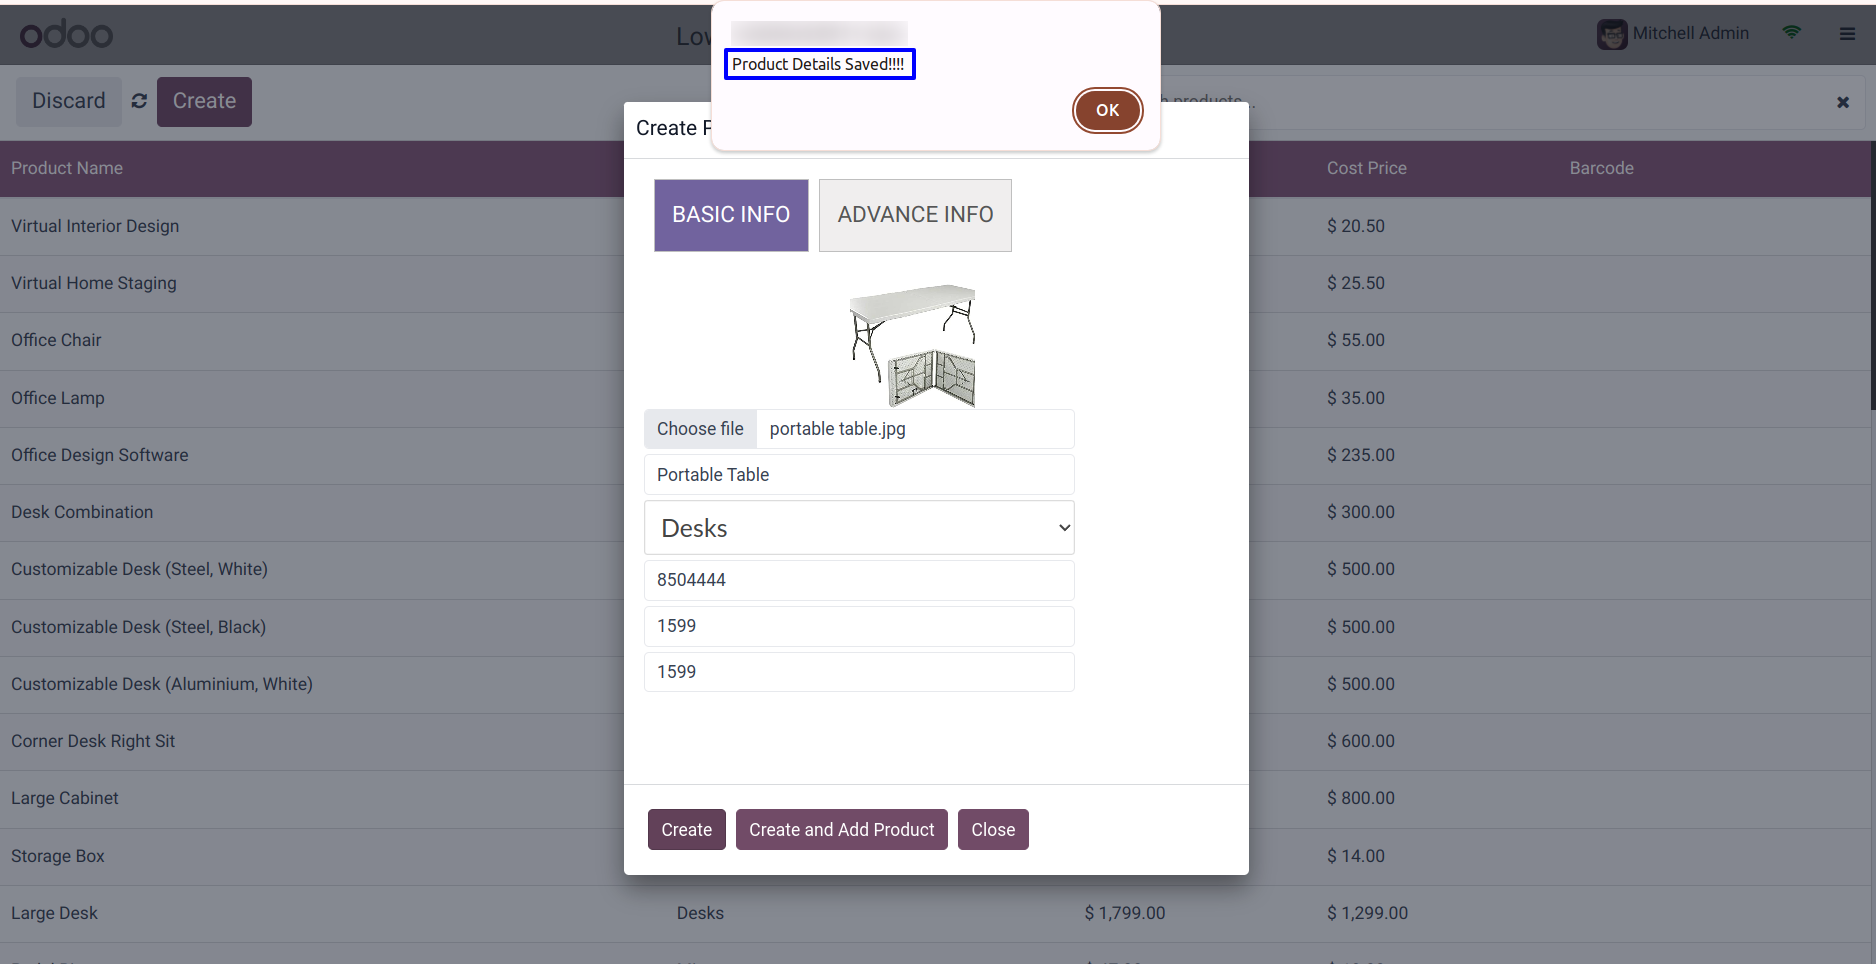 odoo
Lov
Mitchell Admin
Product Details Saved!!!!
OK
Discard
Create
h products...
Create P
Product Name
Cost Price
Barcode
BASIC INFO
ADVANCE INFO
Virtual Interior Design
$ 20.50
Virtual Home Staging
$ 25.50
Office Chair
$ 55.00
Office Lamp
$ 35.00
Choose file
portable table.jpg
Office Design Software
$ 235.00
Portable Table
Desk Combination
$ 300.00
Desks
Customizable Desk (Steel, White)
$ 500.00
8504444
Customizable Desk (Steel, Black)
$ 500.00
1599
Customizable Desk (Aluminium, White)
$ 500.00
1599
Corner Desk Right Sit
$ 600.00
Large Cabinet
$ 800.00
Create
Create and Add Product
Close
Storage Box
$ 14.00
Large Desk
Desks
$ 1,799.00
$ 1,299.00